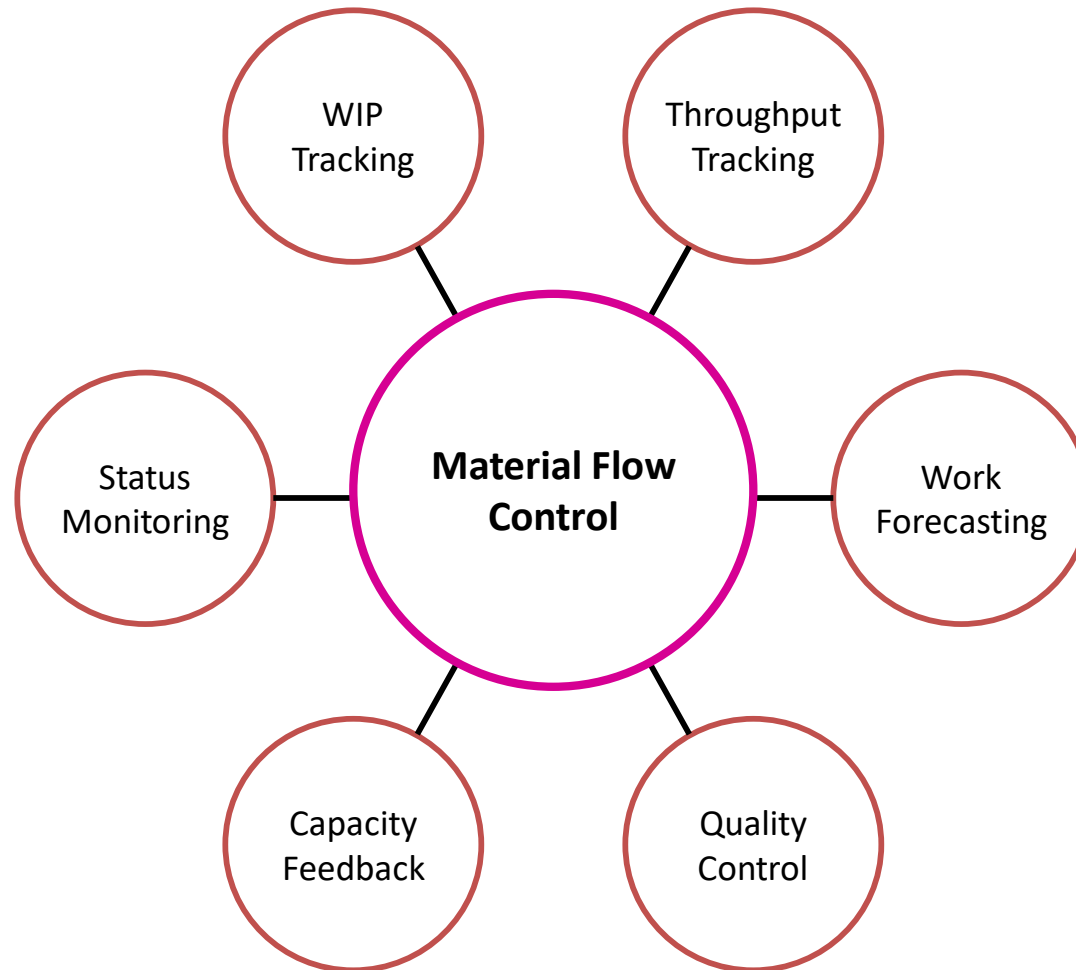 WIP
Tracking
Throughput
Tracking
Status
Monitoring
Material Flow
Control
Work
Forecasting
Capacity
Feedback
Quality
Control